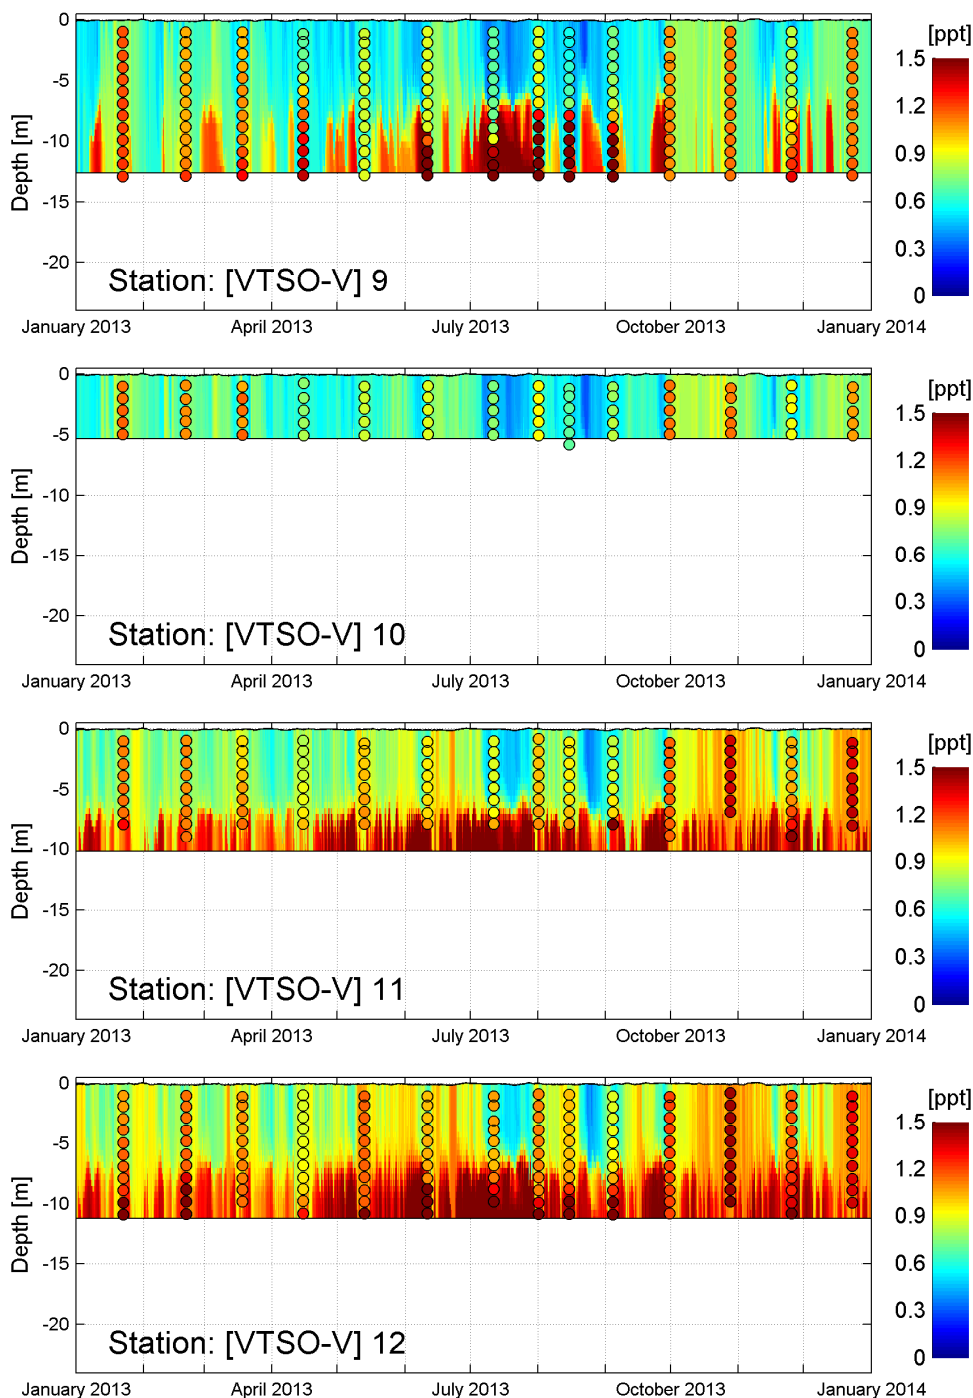 [ppt]
0
-5
-10
-15
-20
Depth [m]
Station: [VTSO-V] 9
1.5
1.2
0.9
0.6
0.3
0
January 2013
April 2013
July 2013
October 2013
January 2014
[ppt]
0
-5
-10
-15
-20
Depth [m]
Station: [VTSO-V] 10
1.5
1.2
0.9
0.6
0.3
0
January 2013
April 2013
July 2013
October 2013
January 2014
[ppt]
0
-5
-10
-15
-20
Depth [m]
Station: [VTSO-V] 11
1.5
1.2
0.9
0.6
0.3
0
January 2013
April 2013
July 2013
October 2013
January 2014
[ppt]
0
-5
-10
-15
-20
Depth [m]
Station: [VTSO-V] 12
1.5
1.2
0.9
0.6
0.3
0
January 2013
April 2013
July 2013
October 2013
January 2014